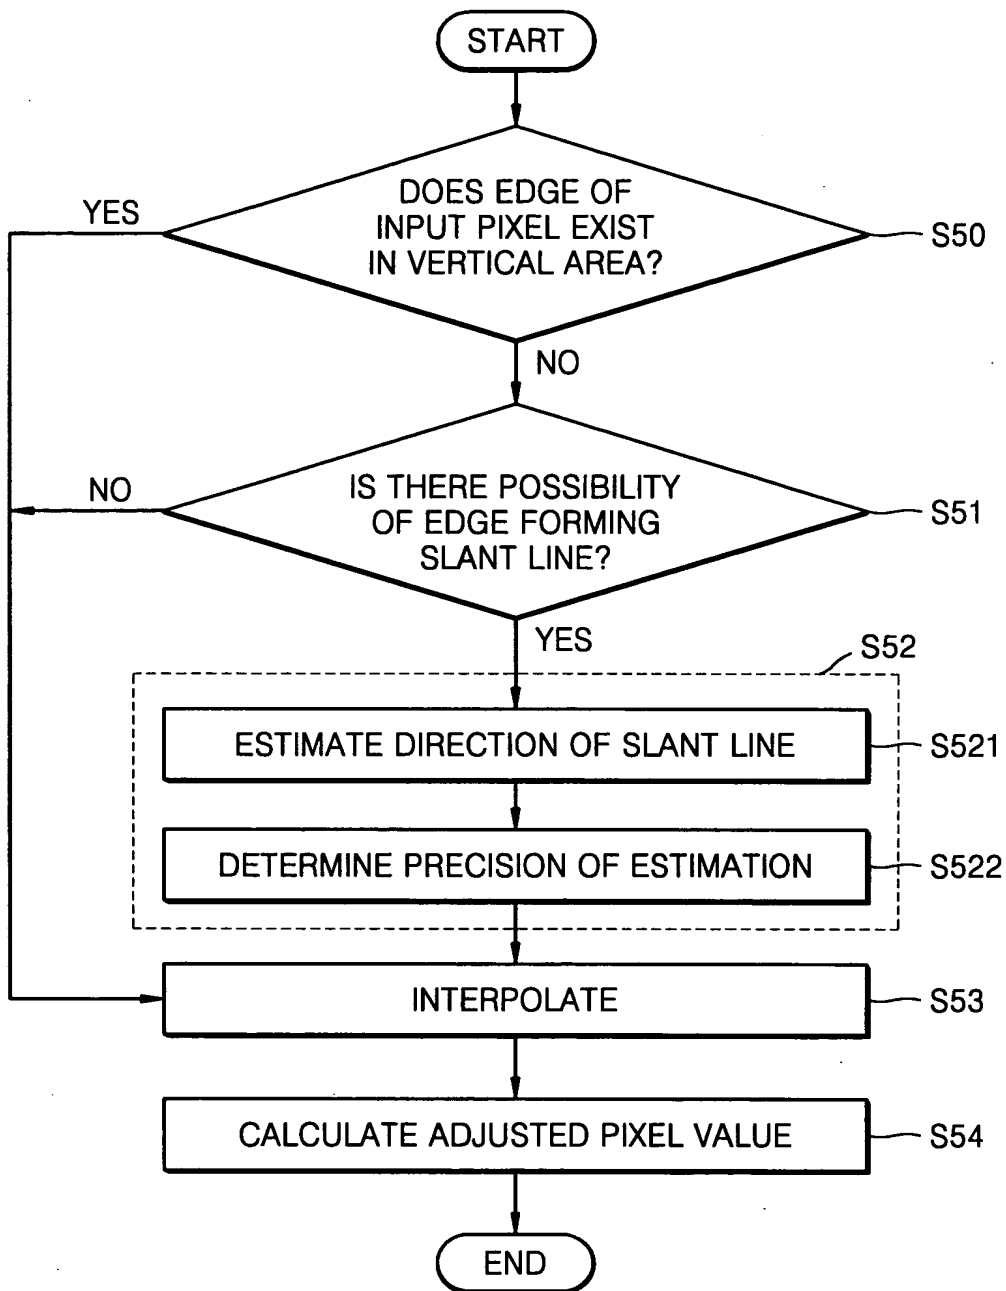 START
DOES EDGE OF
INPUT PIXEL EXIST
IN VERTICAL AREA?
YES
S50
NO
IS THERE POSSIBILITY
OF EDGE FORMING
SLANT LINE?
NO
S51
YES
S52
ESTIMATE DIRECTION OF SLANT LINE
S521
DETERMINE PRECISION OF ESTIMATION
S522
INTERPOLATE
S53
CALCULATE ADJUSTED PIXEL VALUE
S54
END